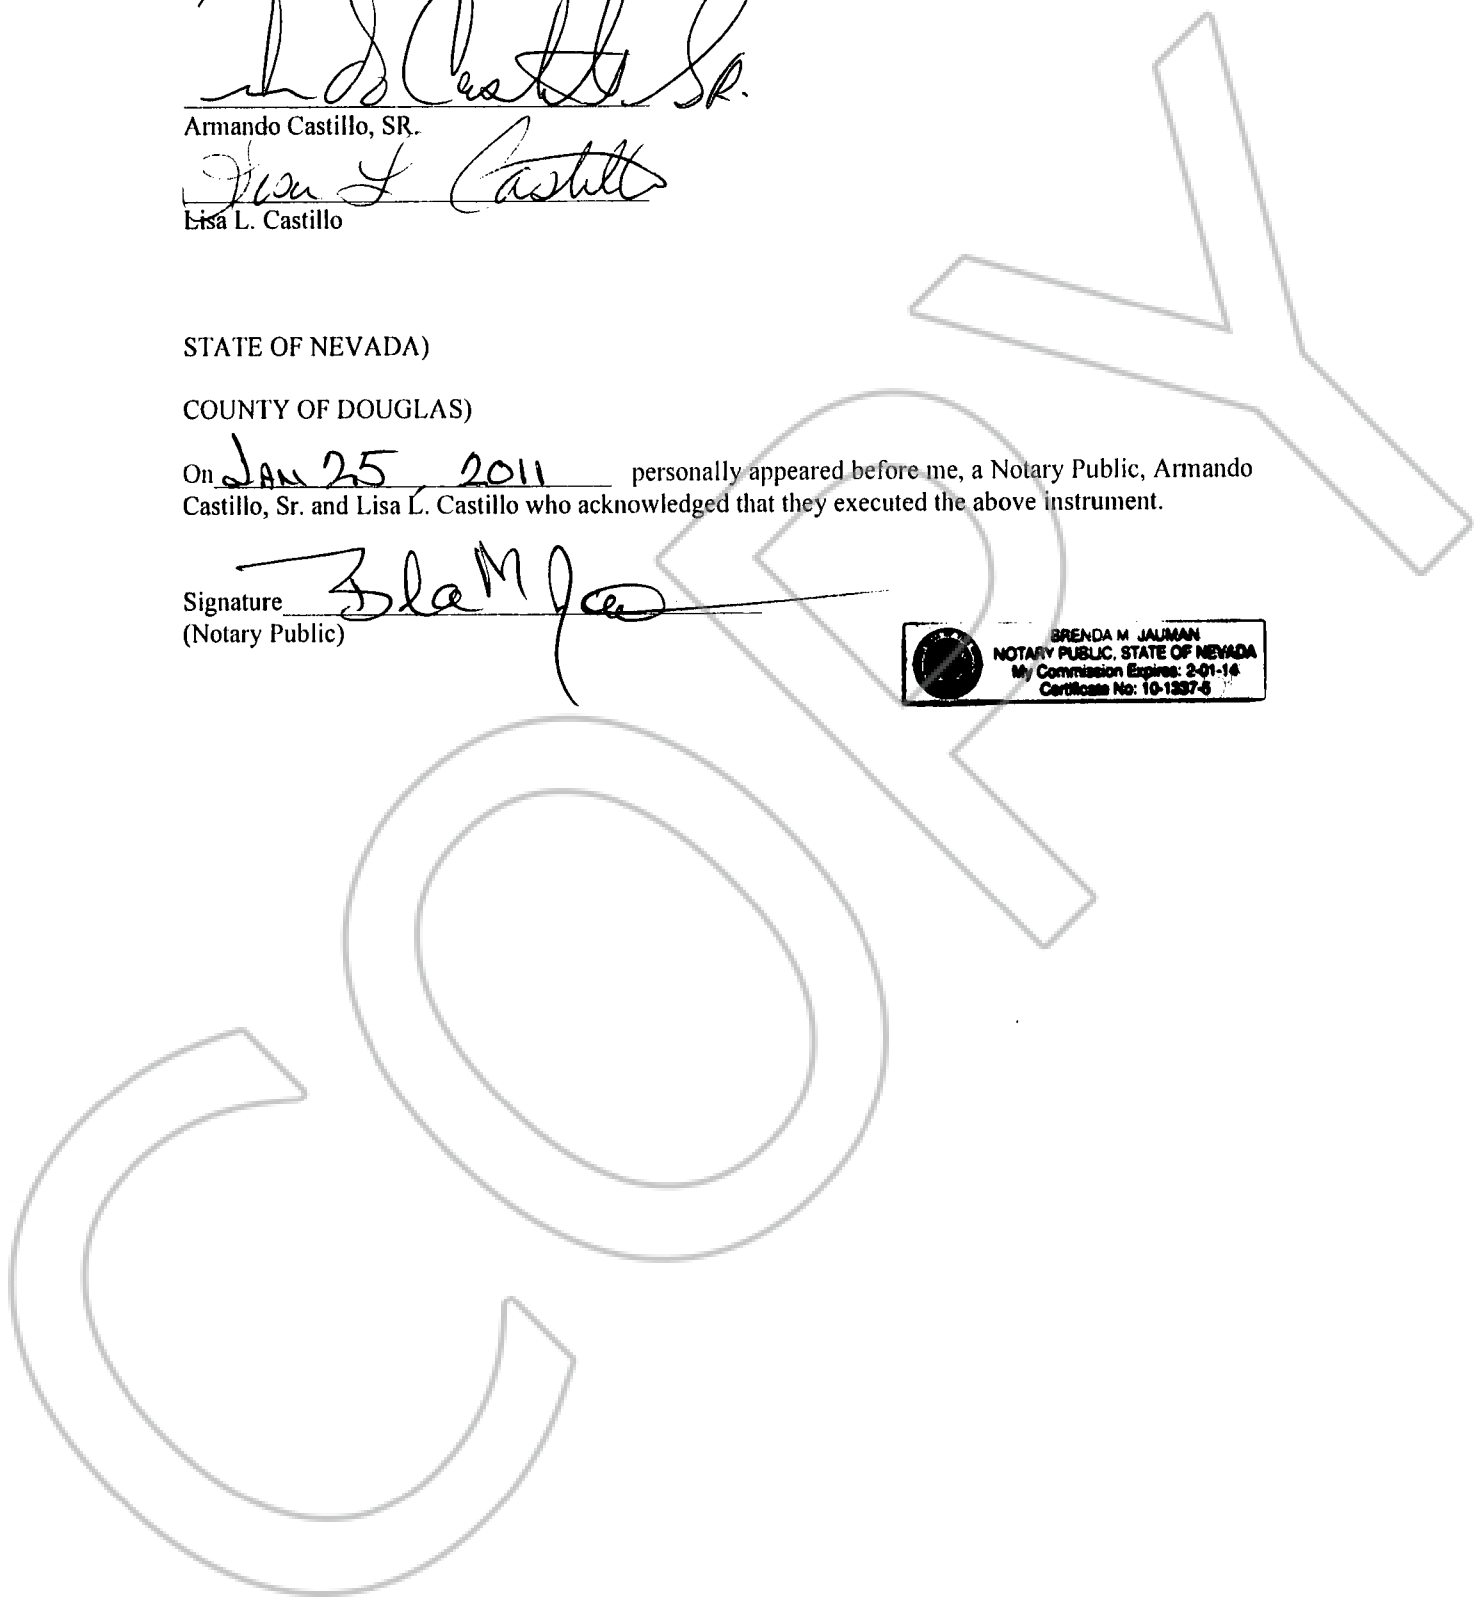 Armando Castillo, SR.
Lisa L Castillo
Lisa L. Castillo
STATE OF NEVADA)
COUNTY OF DOUGLAS)
On JAN 25, 2011 personally appeared before me, a Notary Public, Armando
Castillo, Sr. and Lisa L. Castillo who acknowledged that they executed the above instrument.
Signature
(Notary Public)
BRENDA M JAUMAN
NOTARY PUBLIC, STATE OF NEVADA
My Commission Expires: 2-01-14
Certificate No: 10-1337-5
COPY